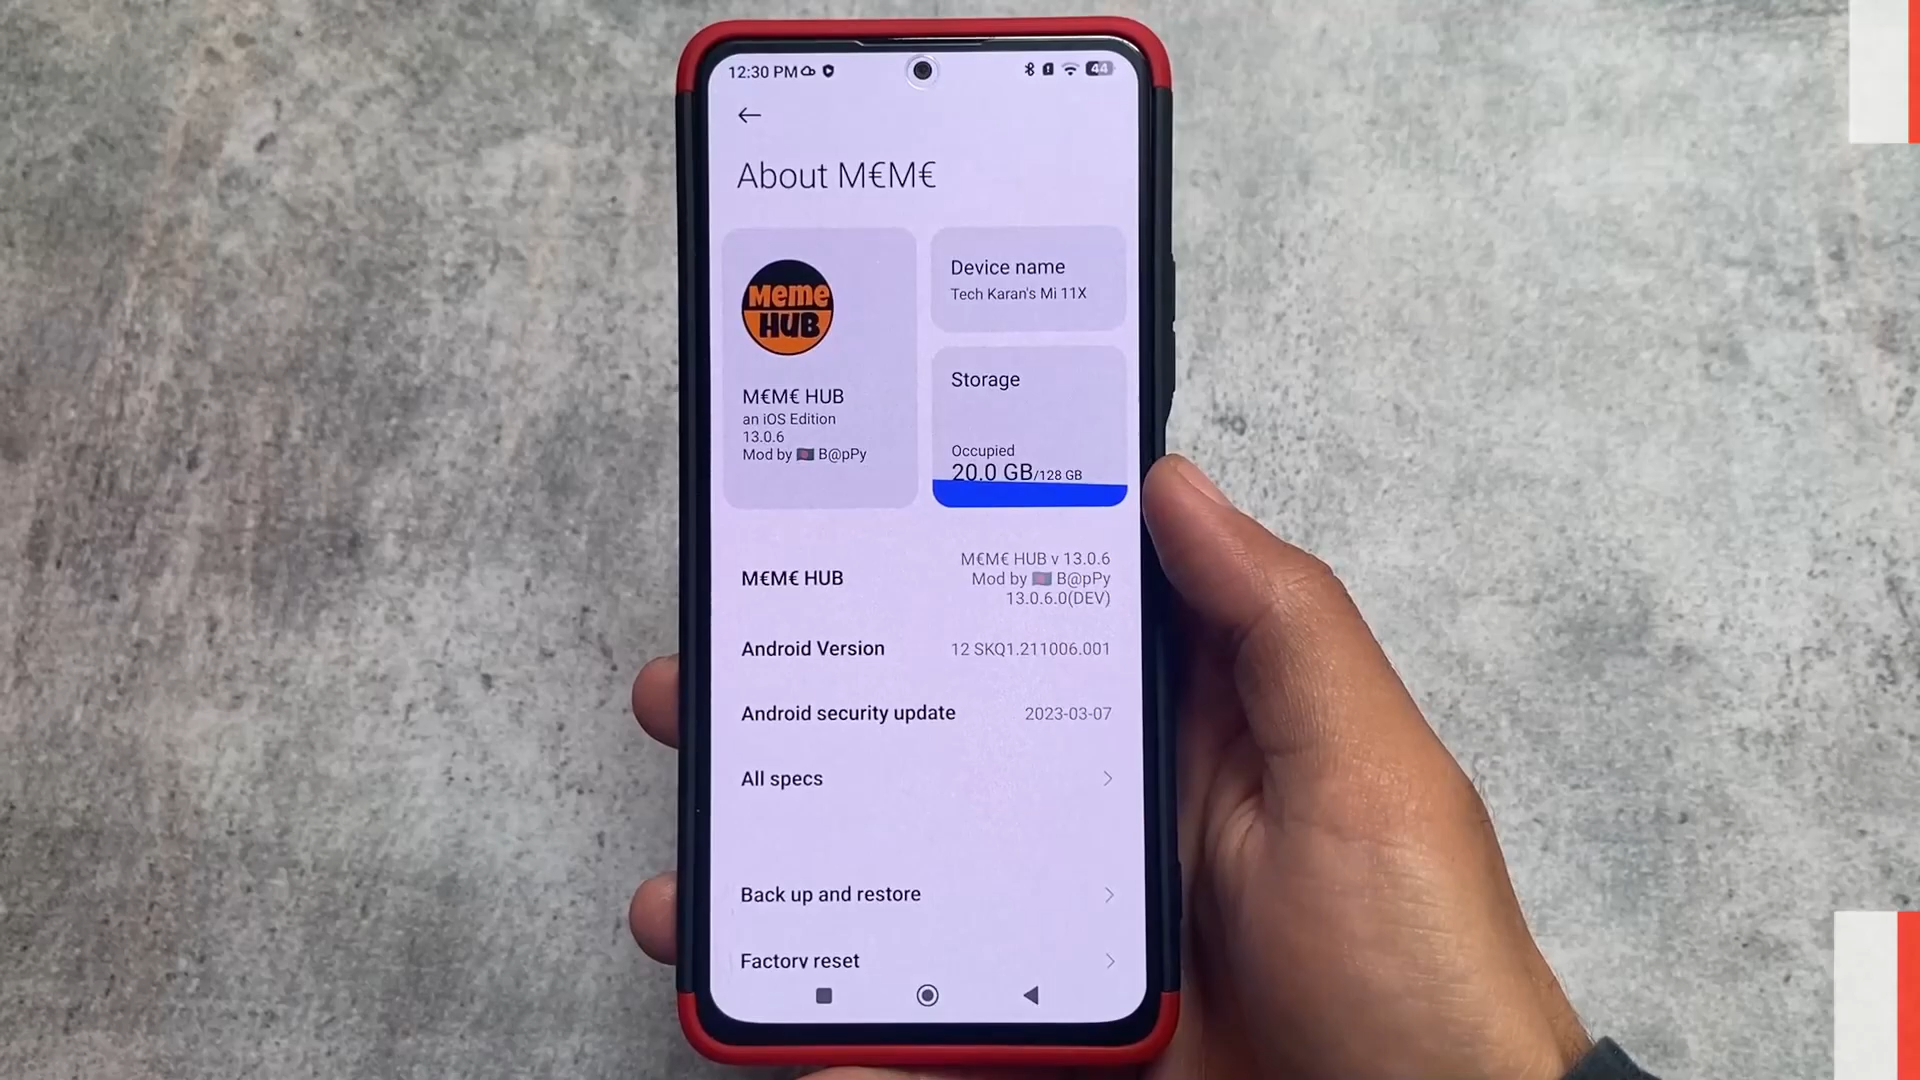 12:30 PM
44
About M€M€
Meme
HUB
M€M€ HUB
an iOS Edition
13.0.6
Mod by 🇧🇩 B@pPy
Device name
Tech Karan's Mi 11X
Storage
Occupied
20.0 GB/128 GB
M€M€ HUB
M€M€ HUB v 13.0.6
Mod by 🇧🇩 B@pPy
13.0.6.0(DEV)
Android Version
12 SKQ1.211006.001
Android security update
2023-03-07
All specs
Back up and restore
Factory reset